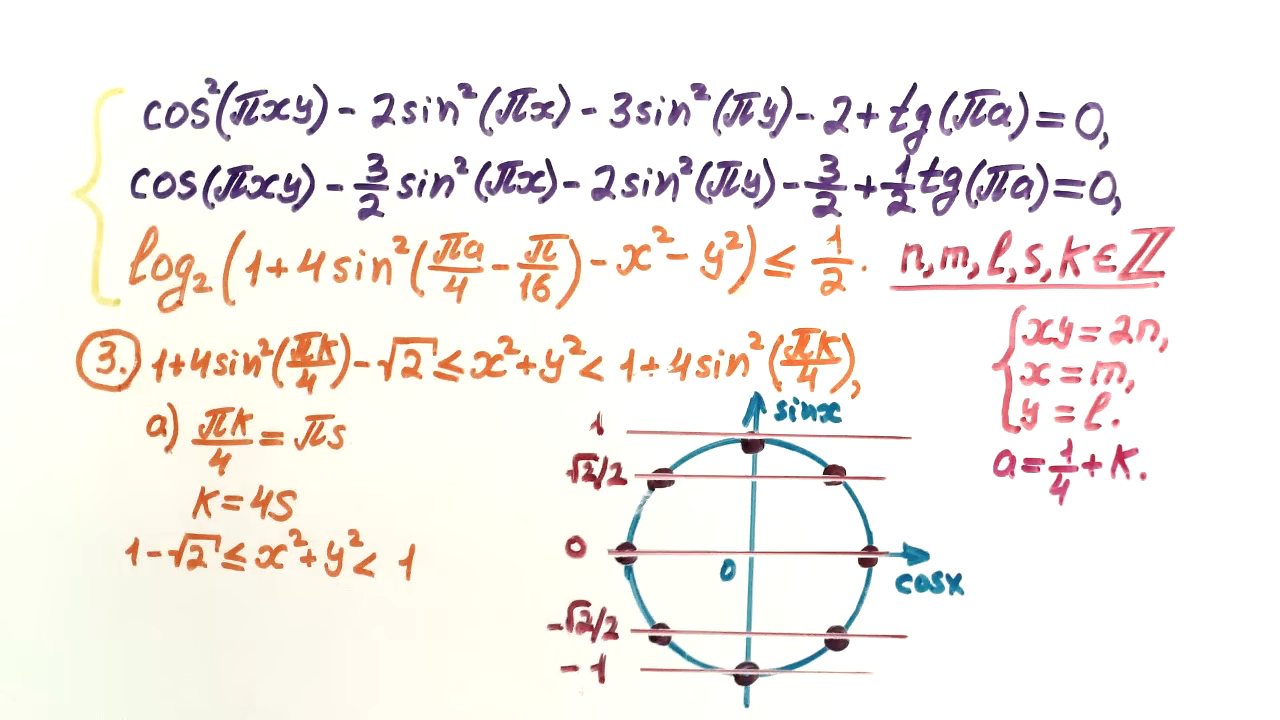 cos²(πxy) - 2sin²(πx) - 3sin²(πy) - 2 + tg(πa) = 0,
cos(πxy) - 3/2 sin²(πx) - 2sin²(πy) - 3/2 + 1/2 tg(πa) = 0,
log₂(1 + 4sin²(πa/4 - π/16) - x² - y²) ≤ 1/2.
n, m, l, s, k ∈ ℤ
3. 1 + 4sin²(πk/4) - √2 ≤ x² + y² < 1 + 4sin²(πk/4),
xy = 2n,
x = m,
y = l.
a = 1/4 + k.
a) πk/4 = πs
k = 4s
1 - √2 ≤ x² + y² < 1
sinx
1
√2/2
0
0
cosx
-√2/2
-1